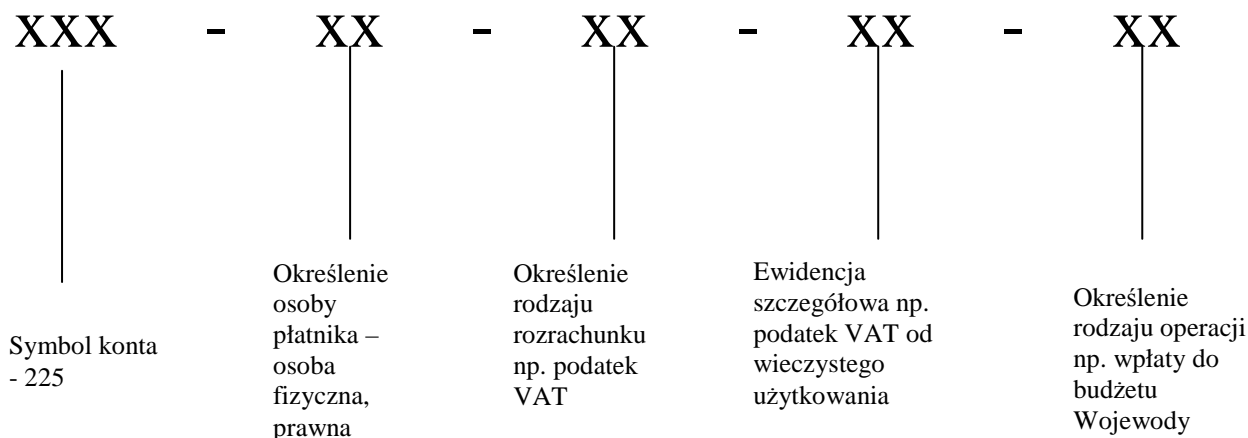 XXX - XX - XX - XX - XX
Symbol konta
- 225
Określenie
osoby
płatnika –
osoba
fizyczna,
prawna
Określenie
rodzaju
rozrachunku
np. podatek
VAT
Ewidencja
szczegółowa np.
podatek VAT od
wieczystego
użytkowania
Określenie
rodzaju operacji
np. wpłaty do
budżetu
Wojewody